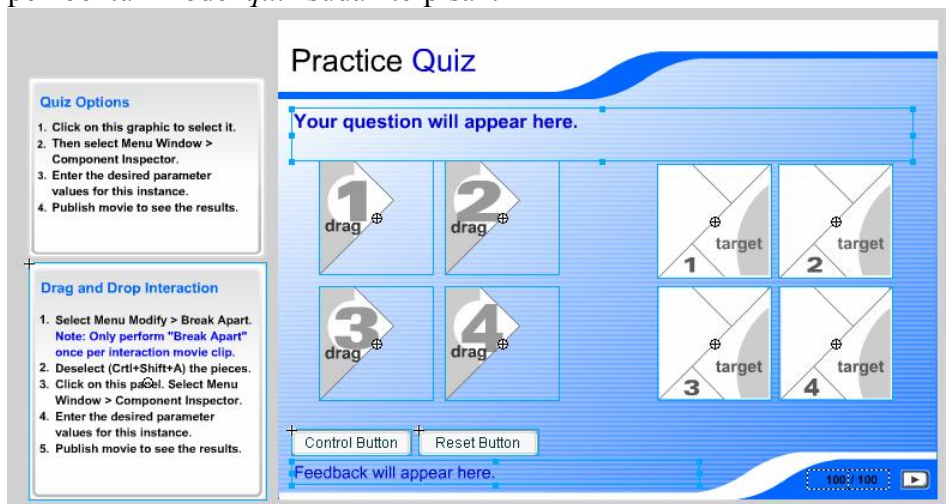 Practice Quiz
Quiz Options
1. Click on this graphic to select it.
2. Then select Menu Window >
Component Inspector.
3. Enter the desired parameter
values for this instance.
4. Publish movie to see the results.
Drag and Drop Interaction
1. Select Menu Modify > Break Apart.
Note: Only perform "Break Apart"
once per interaction movie clip.
2. Deselect (Crtl+Shift+A) the pieces.
3. Click on this panel. Select Menu
Window > Component Inspector.
4. Enter the desired parameter
values for this instance.
5. Publish movie to see the results.
Your question will appear here.
1 drag
2 drag
target 1
target 2
3 drag
4 drag
target 3
target 4
Control Button
Reset Button
Feedback will appear here.
100 / 100